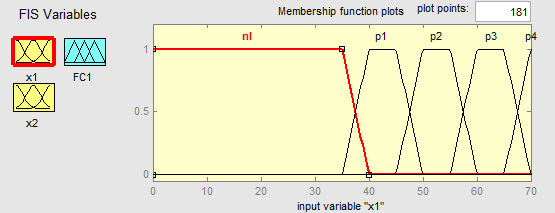 FIS Variables
Membership function plots
plot points:
181
x1
FC1
x2
nl
p1
p2
p3
p4
1
0.5
0
0
10
20
30
40
50
60
70
input variable "x1"